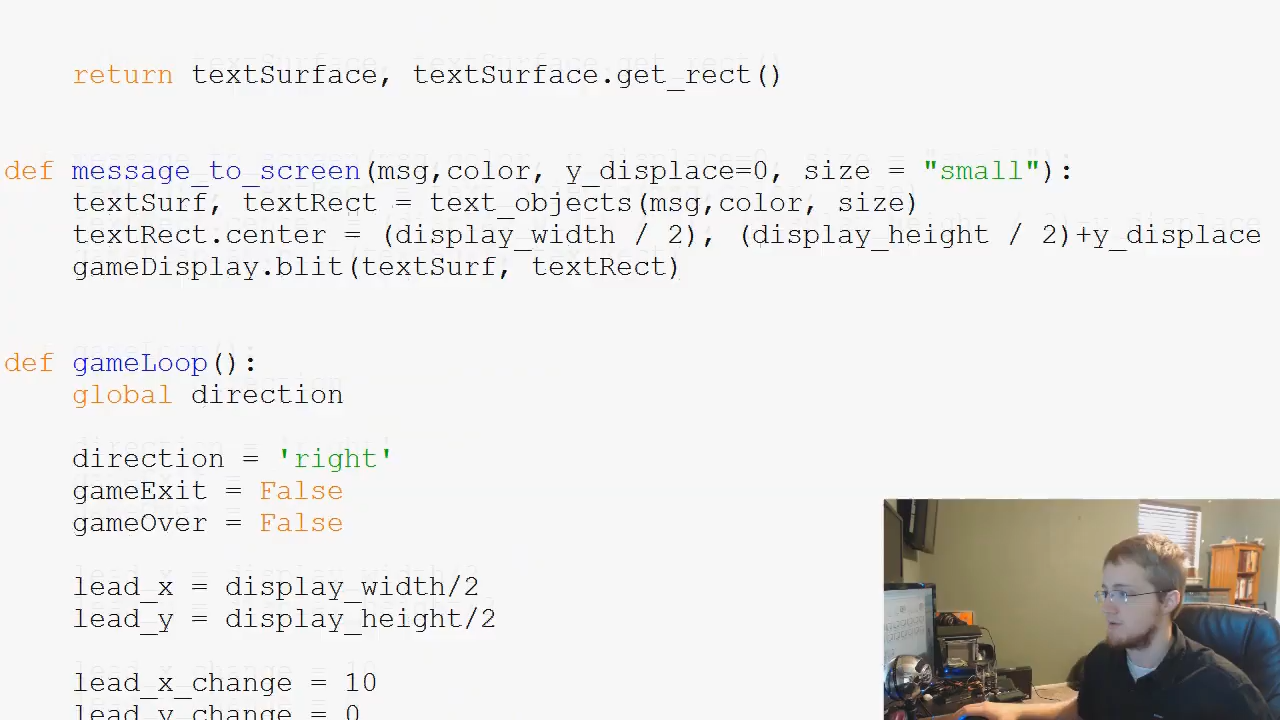 return textSurface, textSurface.get_rect()
def message_to_screen(msg,color, y_displace=0, size = "small"):
textSurf, textRect = text_objects(msg,color, size)
textRect.center = (display_width / 2), (display_height / 2)+y_displace
gameDisplay.blit(textSurf, textRect)
def gameLoop():
global direction
direction = 'right'
gameExit = False
gameOver = False
lead_x = display_width/2
lead_y = display_height/2
lead_x_change = 10
lead_y_change = 0